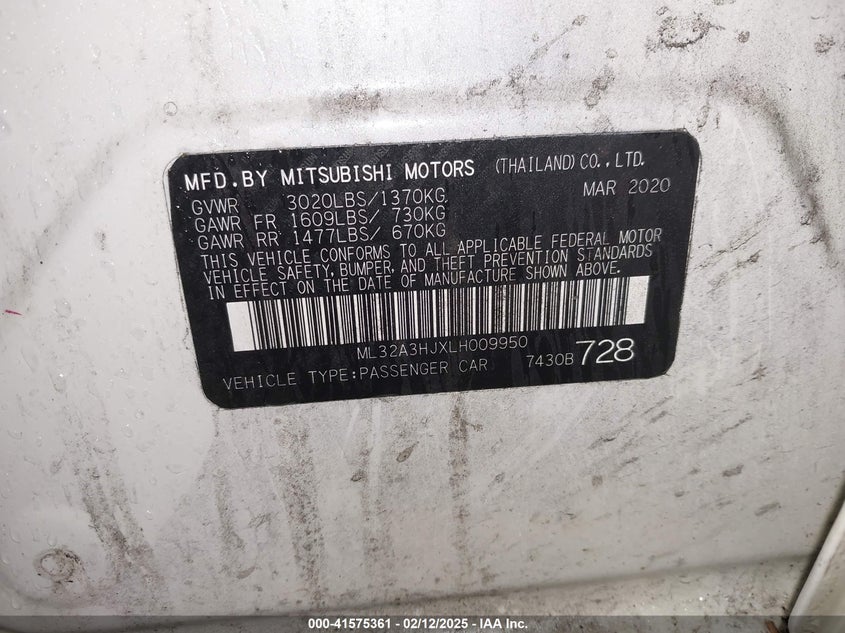 MFD.BY MITSUBISHI MOTORS (THAILAND)CO.,LTD.
GVWR 3020LBS/1370KG MAR 2020
GAWR FR 1609LBS/ 730KG
GAWR RR 1477LBS/ 670KG
THIS VEHICLE CONFORMS TO ALL APPLICABLE FEDERAL MOTOR
VEHICLE SAFETY, BUMPER, AND THEFT PREVENTION STANDARDS
IN EFFECT ON THE DATE OF MANUFACTURE SHOWN ABOVE.
ML32A3HJXLH009950
VEHICLE TYPE:PASSENGER CAR 7430B 728
000-41575361 - 02/12/2025 - IAA Inc.